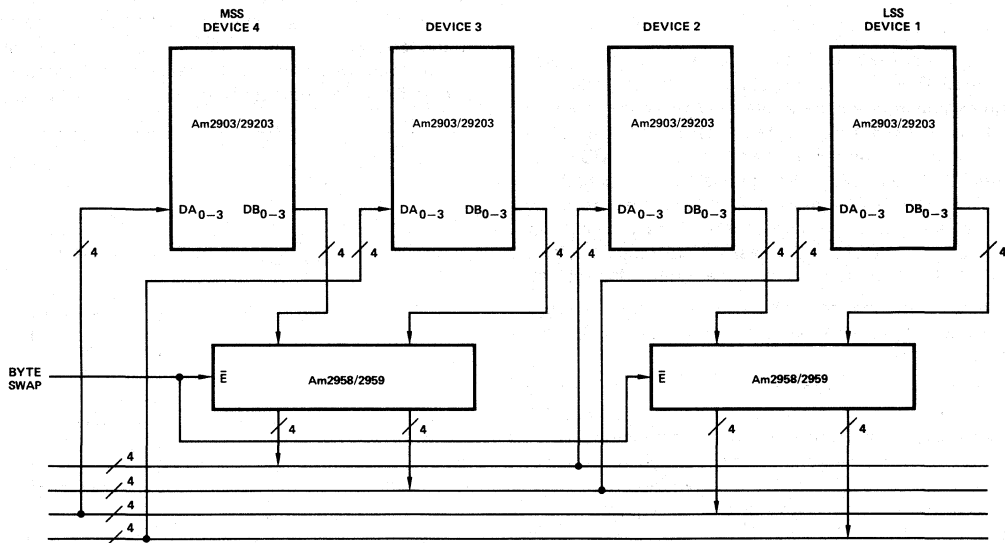 MSS
DEVICE 4
DEVICE 3
DEVICE 2
LSS
DEVICE 1
Am2903/29203
Am2903/29203
Am2903/29203
Am2903/29203
DA0–3 DB0–3
DA0–3 DB0–3
DA0–3 DB0–3
DA0–3 DB0–3
4
4
4
4
4
4
4
4
BYTE
SWAP
E̅
Am2958/2959
E̅
Am2958/2959
4
4
4
4
4
4
4
4